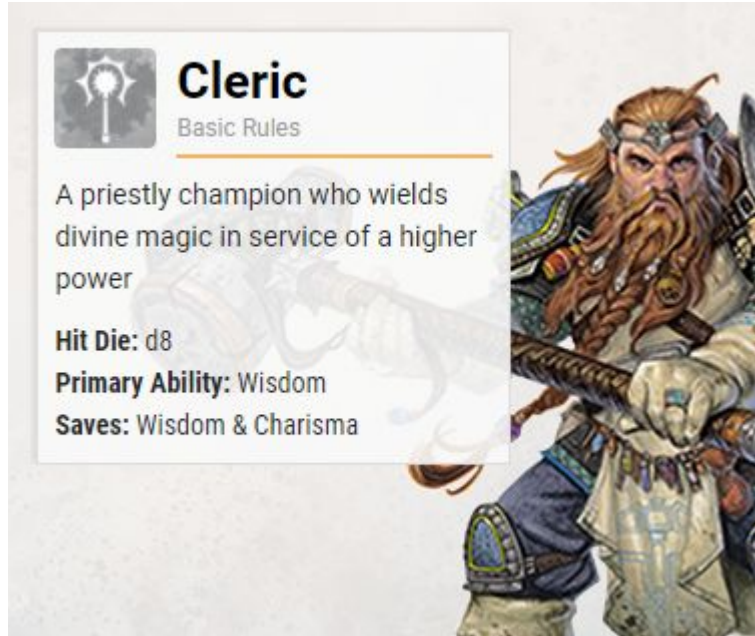 Cleric
Basic Rules
A priestly champion who wields
divine magic in service of a higher
power
Hit Die: d8
Primary Ability: Wisdom
Saves: Wisdom & Charisma